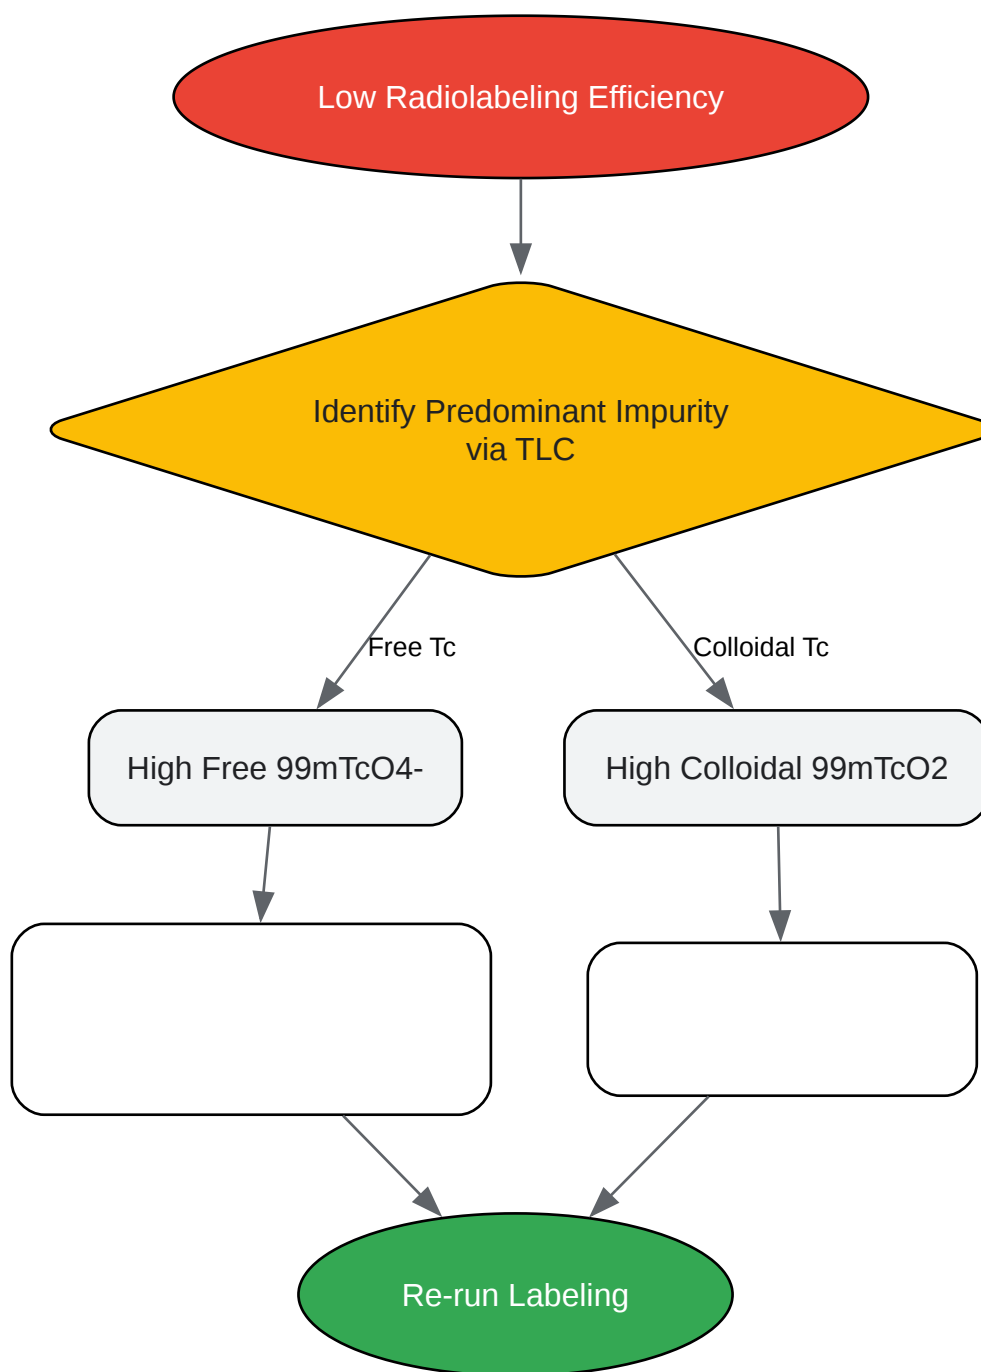 Low Radiolabeling Efficiency
Identify Predominant Impurity
via TLC
Free Tc
Colloidal Tc
High Free 99mTcO4-
High Colloidal 99mTcO2
Re-run Labeling